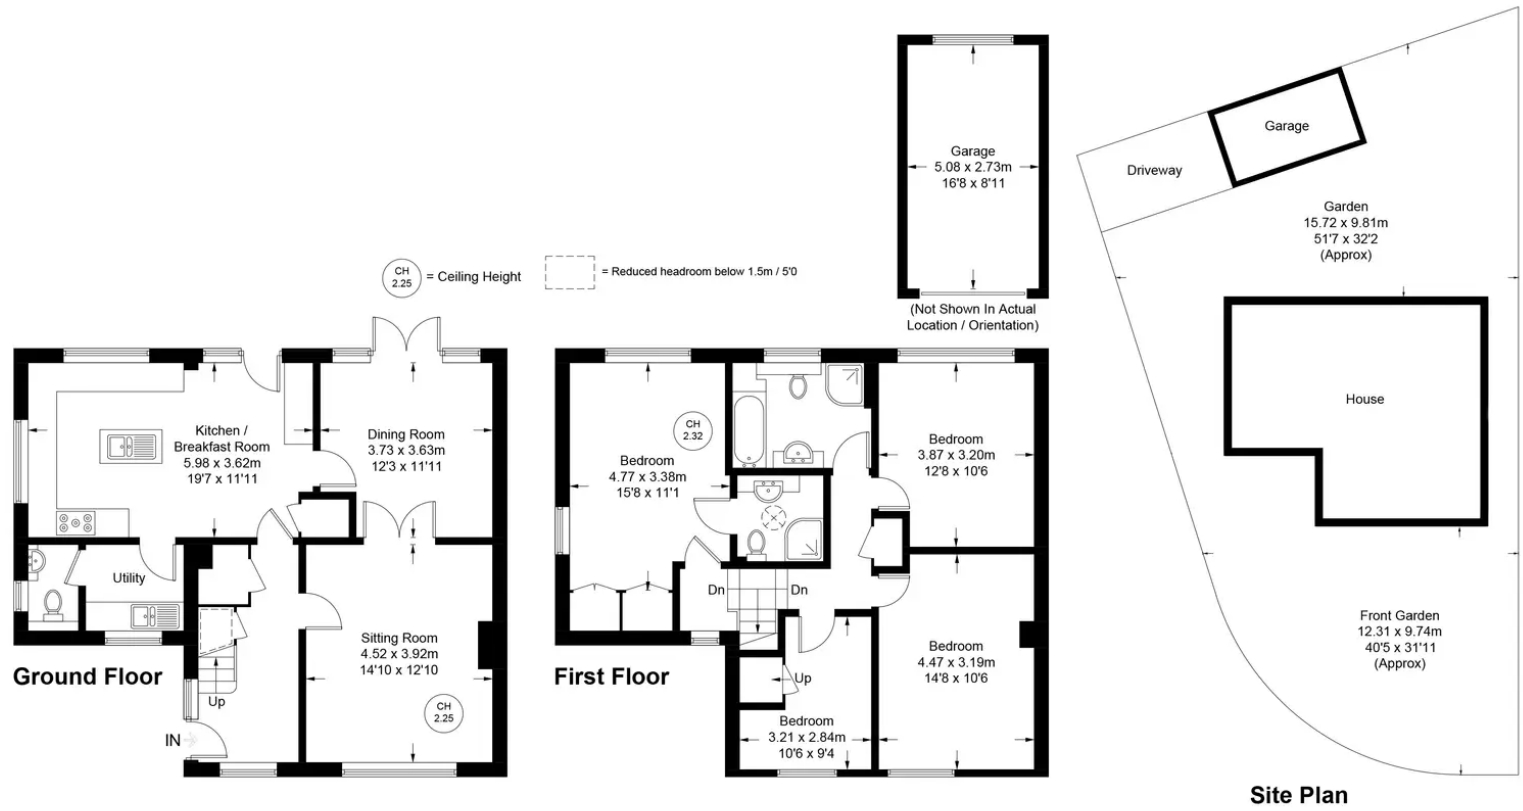 Garage
5.08 x 2.73m
16'8 x 8'11
(Not Shown In Actual
Location / Orientation)
CH
2.25
= Ceiling Height
= Reduced headroom below 1.5m / 5'0
Kitchen /
Breakfast Room
5.98 x 3.62m
19'7 x 11'11
Dining Room
3.73 x 3.63m
12'3 x 11'11
Utility
Sitting Room
4.52 x 3.92m
14'10 x 12'10
CH
2.25
Up
IN
Ground Floor
CH
2.32
Bedroom
4.77 x 3.38m
15'8 x 11'1
Bedroom
3.87 x 3.20m
12'8 x 10'6
Dn
Dn
Bedroom
4.47 x 3.19m
14'8 x 10'6
Up
Bedroom
3.21 x 2.84m
10'6 x 9'4
First Floor
Garage
Driveway
Garden
15.72 x 9.81m
51'7 x 32'2
(Approx)
House
Front Garden
12.31 x 9.74m
40'5 x 31'11
(Approx)
Site Plan